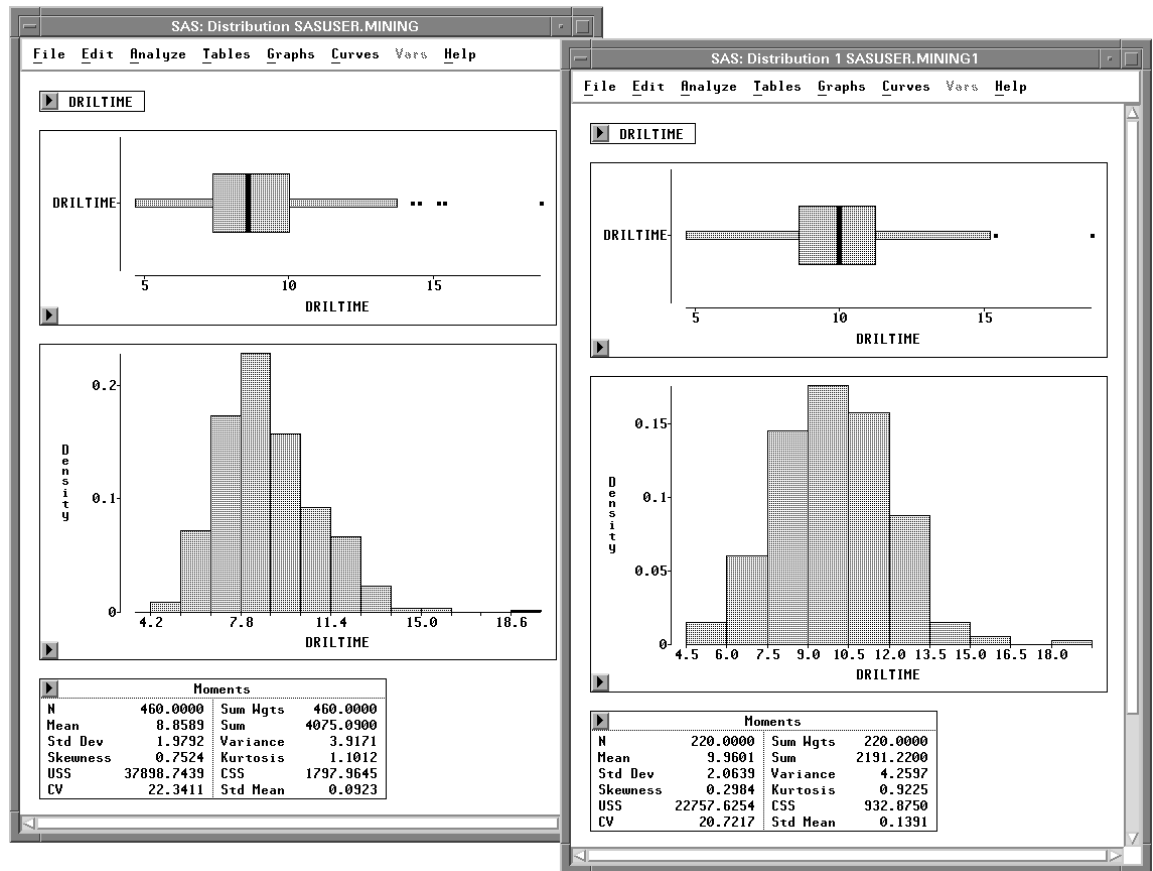 SAS: Distribution SASUSER.MINING
File Edit Analyze Tables Graphs Curves Vars Help
DRILTIME
DRILTIME
5 10 15
DRILTIME
0.2
0.1
0
Density
4.2 7.8 11.4 15.0 18.6
DRILTIME
Moments
N 460.0000 Sum Wgts 460.0000
Mean 8.8589 Sum 4075.0900
Std Dev 1.9792 Variance 3.9171
Skewness 0.7524 Kurtosis 1.1012
USS 37898.7439 CSS 1797.9645
CV 22.3411 Std Mean 0.0923
SAS: Distribution 1 SASUSER.MINING1
File Edit Analyze Tables Graphs Curves Vars Help
DRILTIME
DRILTIME
5 10 15
DRILTIME
0.15
0.1
0.05
0
Density
4.5 6.0 7.5 9.0 10.5 12.0 13.5 15.0 16.5 18.0
DRILTIME
Moments
N 220.0000 Sum Wgts 220.0000
Mean 9.9601 Sum 2191.2200
Std Dev 2.0639 Variance 4.2597
Skewness 0.2984 Kurtosis 0.9225
USS 22757.6254 CSS 932.8750
CV 20.7217 Std Mean 0.1391